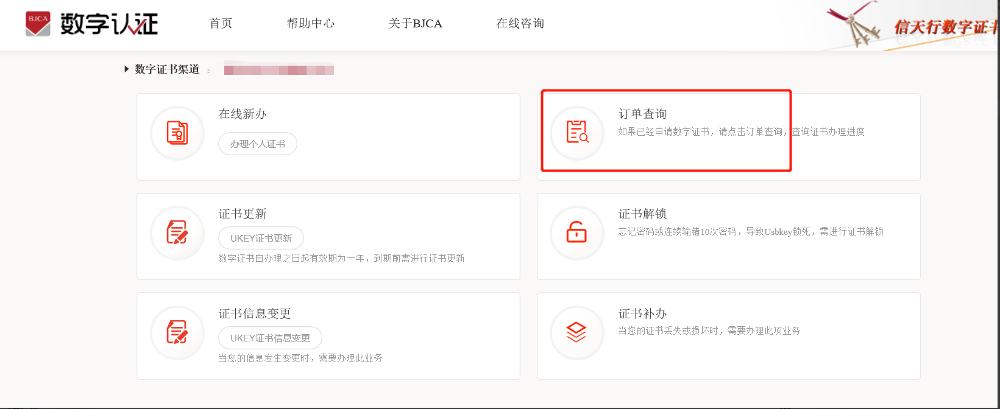 BJCA 数字认证 首页 帮助中心 关于BJCA 在线咨询 信天行数字证书
数字证书渠道 :
在线新办
办理个人证书
订单查询
如果已经申请数字证书，请点击订单查询，查询证书办理进度
证书更新
UKEY证书更新
数字证书自办理之日起有效期为一年，到期前需进行证书更新
证书解锁
忘记密码或连续输错10次密码，导致Usbkey锁死，需进行证书解锁
证书信息变更
UKEY证书信息变更
当您的信息发生变更时，需要办理此业务
证书补办
当您的证书丢失或损坏时，需要办理此项业务